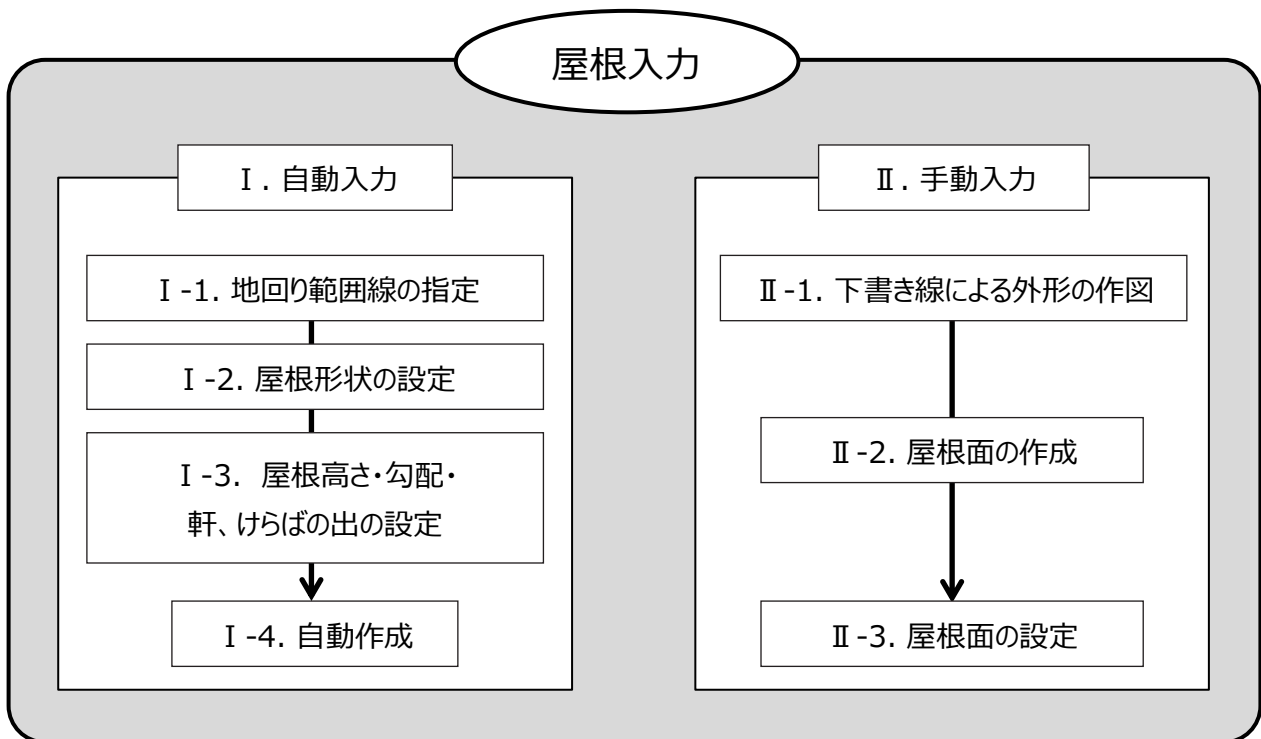 屋根入力
Ⅰ. 自動入力
Ⅰ-1. 地回り範囲線の指定
Ⅰ-2. 屋根形状の設定
Ⅰ-3. 屋根高さ・勾配・
軒、けらばの出の設定
Ⅰ-4. 自動作成
Ⅱ. 手動入力
Ⅱ-1. 下書き線による外形の作図
Ⅱ-2. 屋根面の作成
Ⅱ-3. 屋根面の設定